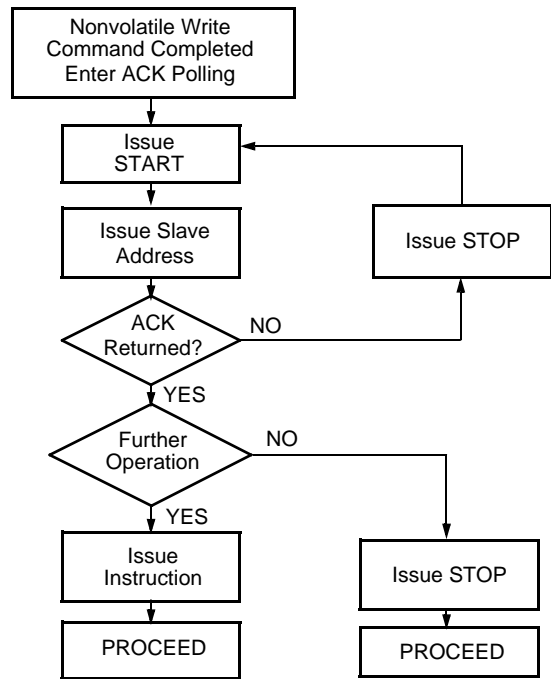 Nonvolatile Write
Command Completed
Enter ACK Polling
Issue
START
Issue Slave
Address
Issue STOP
ACK
Returned?
NO
YES
Further
Operation
NO
YES
Issue
Instruction
Issue STOP
PROCEED
PROCEED